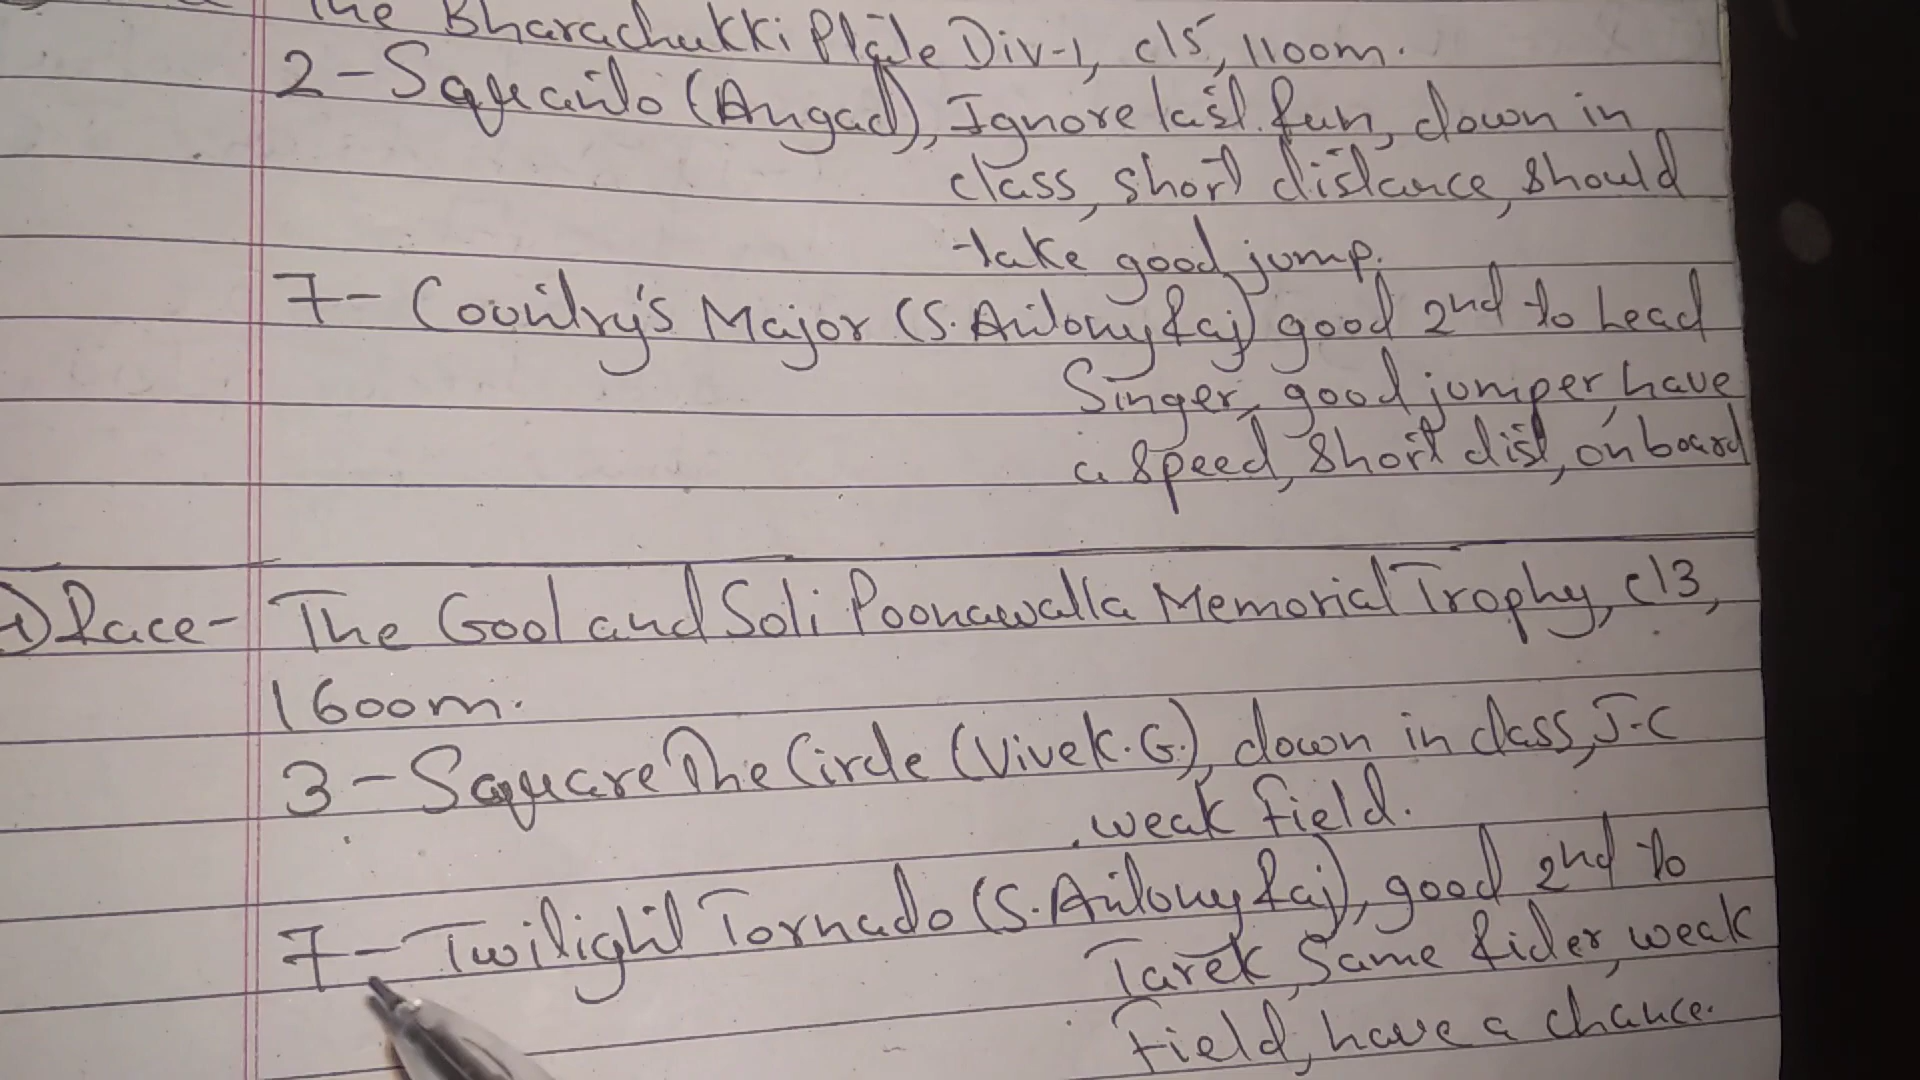 The Bharachukki Plate Div-1, cl5, 1100m.
2-Squanto (Angad), Ignore last run, down in
class, short distance, should
take good jump.
7- Country's Major (S. Antony Raj) good 2nd to Lead
Singer, good jumper, have
a speed, short dist, on board
Race- The Gool and Soli Poonawalla Memorial Trophy, cl3,
1600m.
3-Square The Circle (Vivek. G.), down in class, J-C
weak field.
7-Twilight Tornado (S. Antony Raj), good 2nd to
Tarek, Same Rider, weak
Field, have a chance.